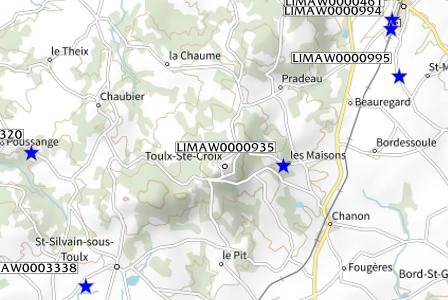 LIMAW0000461
LIMAW0000994
le Theix
la Chaume
LIMAW0000995
Pradeau
St-M
Chaubier
Beauregard
320
Poussange
LIMAW0000935
Toulx-Ste-Croix
les Maisons
Bordessoule
Chanon
St-Silvain-sous-
Toulx
le Pit
AW0003338
Fougères
Bord-St-G